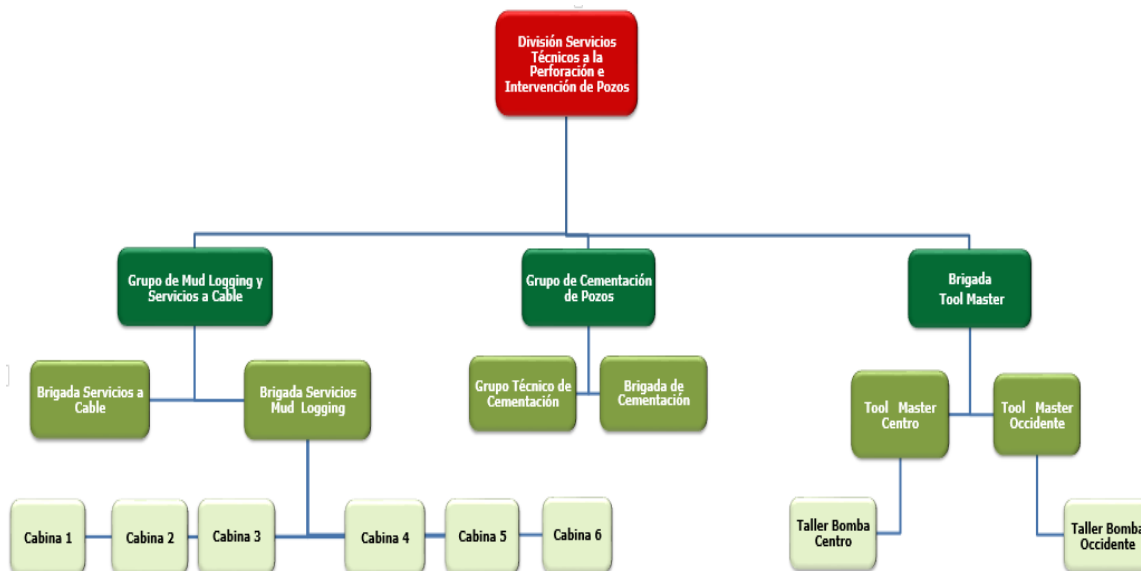 División Servicios
Técnicos a la
Perforación e
Intervención de Pozos
Grupo de Mud Logging y
Servicios a Cable
Grupo de Cementación
de Pozos
Brigada
Tool Master
Brigada Servicios a
Cable
Brigada Servicios
Mud Logging
Grupo Técnico de
Cementación
Brigada de
Cementación
Tool Master
Centro
Tool Master
Occidente
Cabina 1
Cabina 2
Cabina 3
Cabina 4
Cabina 5
Cabina 6
Taller Bomba
Centro
Taller Bomba
Occidente